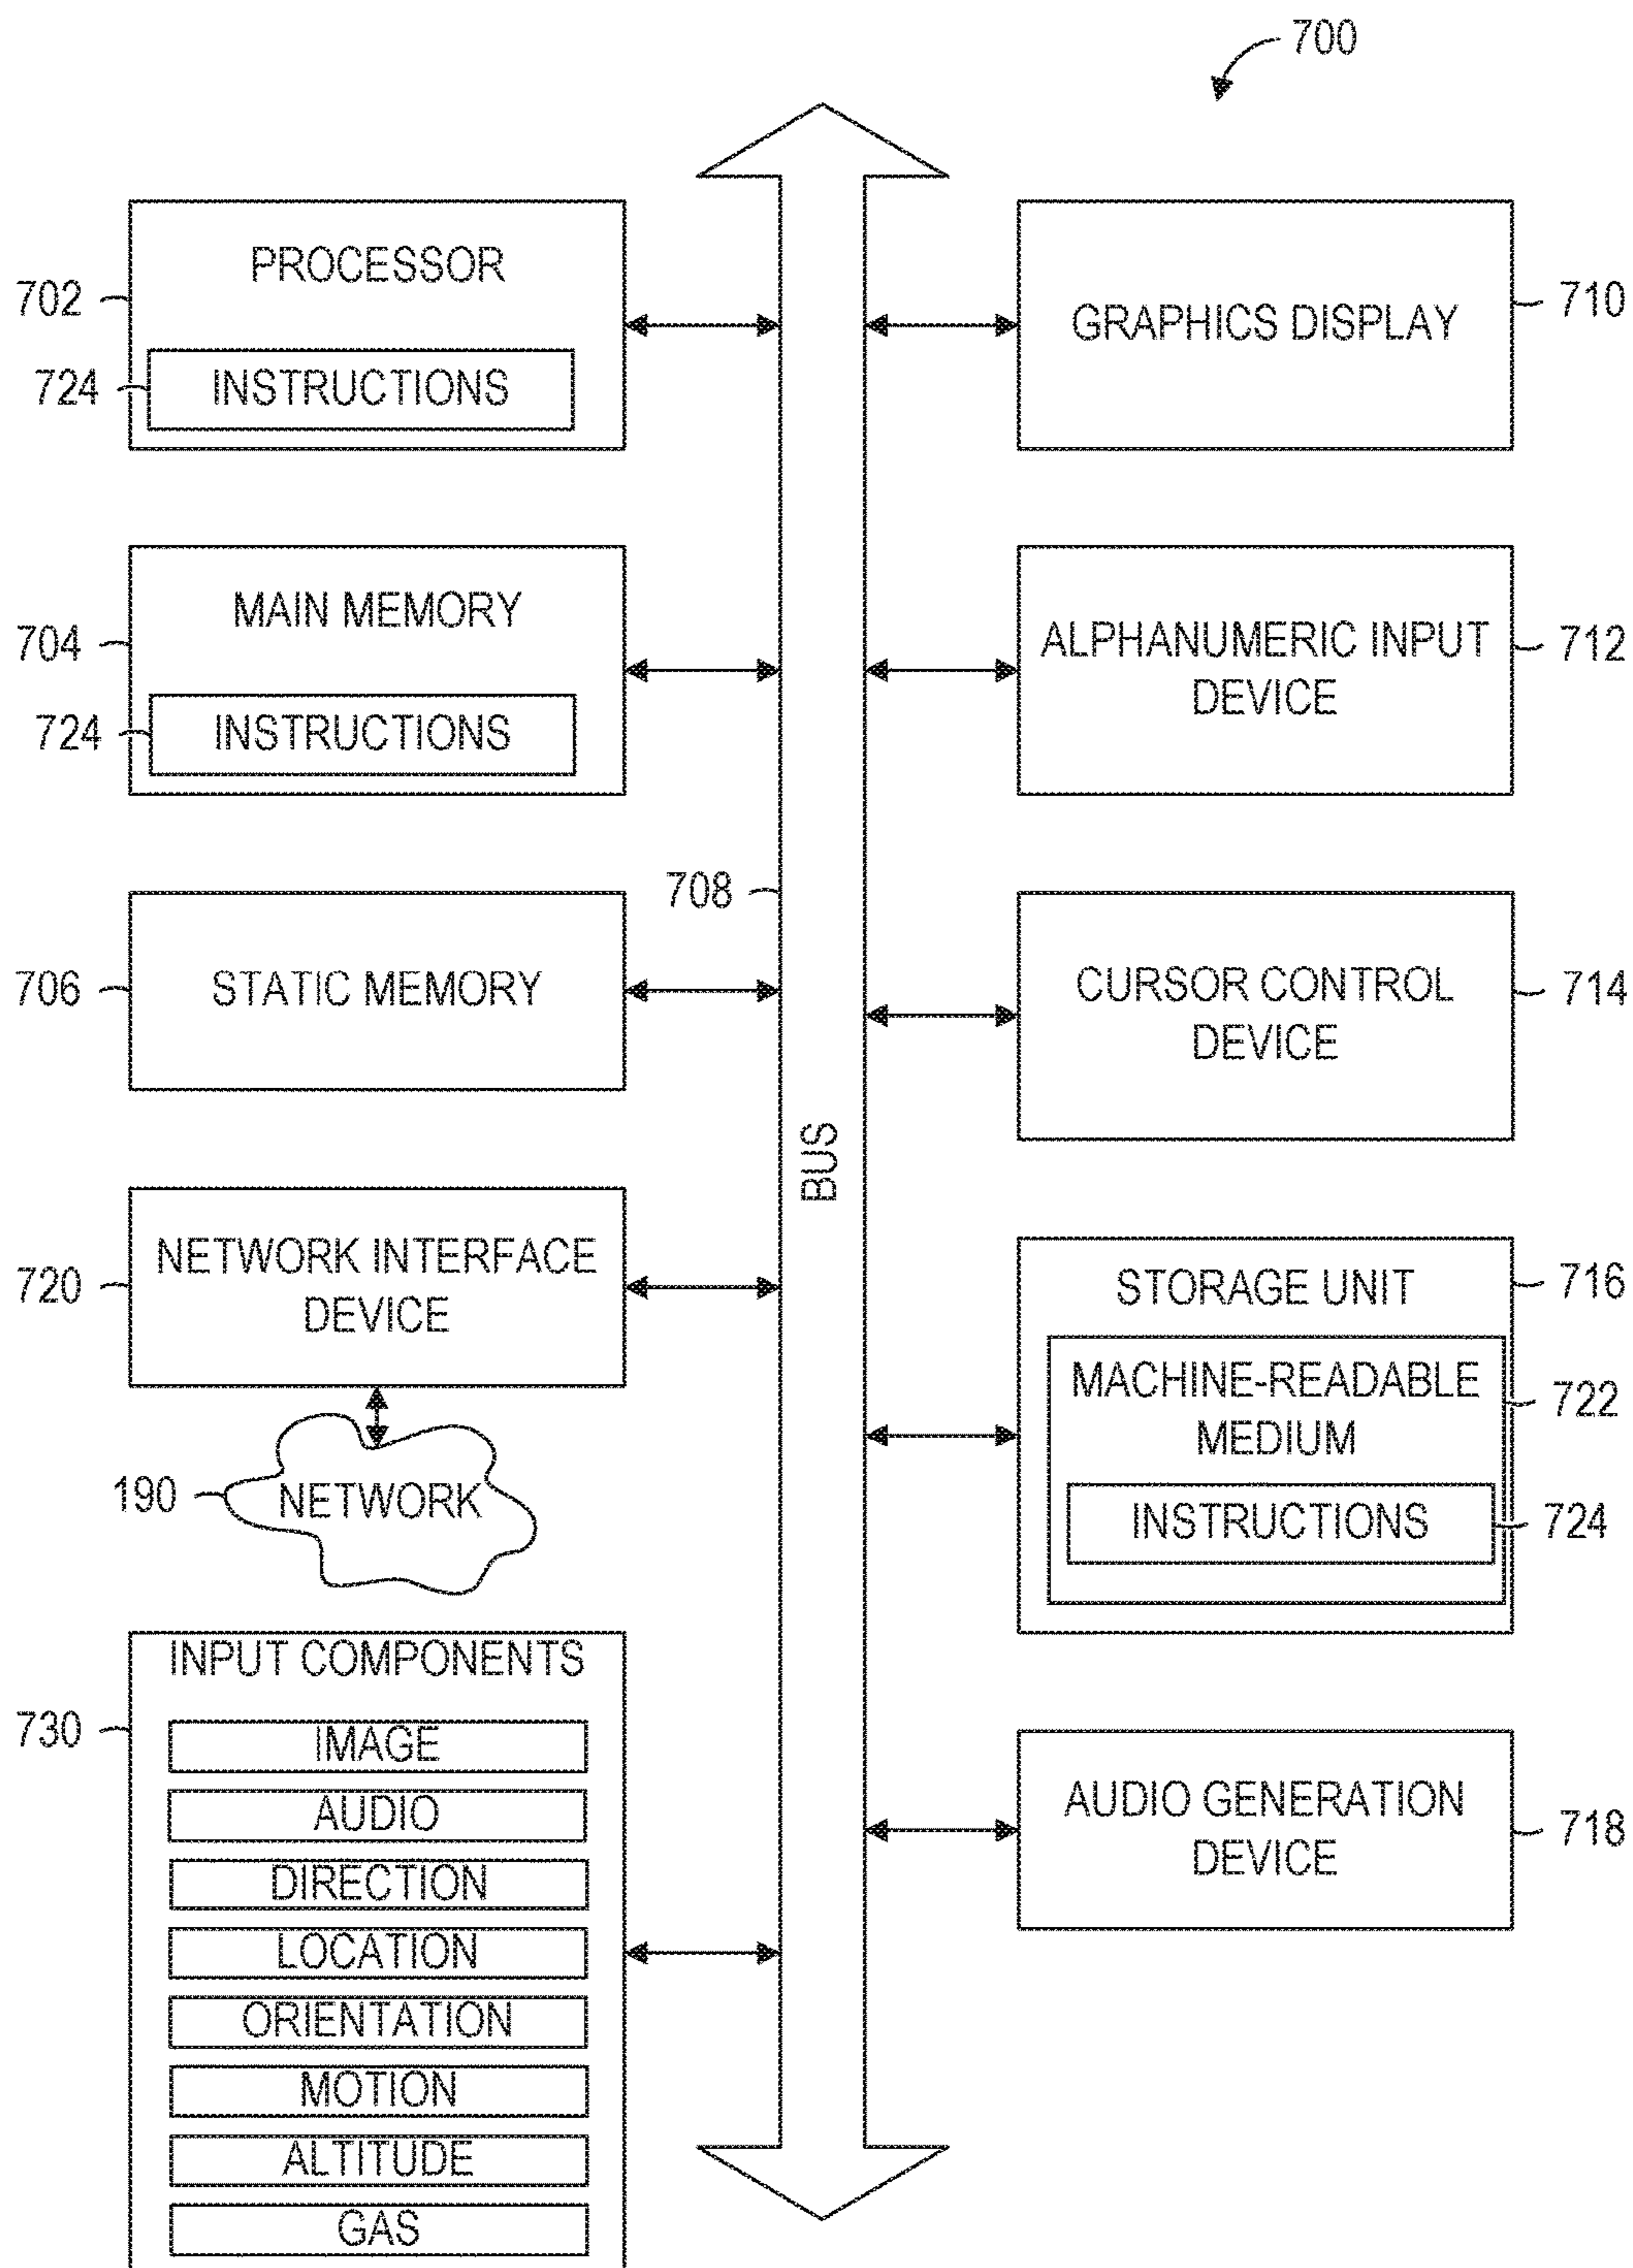 700
PROCESSOR
702
724
INSTRUCTIONS
MAIN MEMORY
704
724
INSTRUCTIONS
708
706
STATIC MEMORY
BUS
720
NETWORK INTERFACE
DEVICE
190
NETWORK
INPUT COMPONENTS
730
IMAGE
AUDIO
DIRECTION
LOCATION
ORIENTATION
MOTION
ALTITUDE
GAS
GRAPHICS DISPLAY
710
ALPHANUMERIC INPUT
DEVICE
712
CURSOR CONTROL
DEVICE
714
STORAGE UNIT
716
MACHINE-READABLE
MEDIUM
722
INSTRUCTIONS
724
AUDIO GENERATION
DEVICE
718